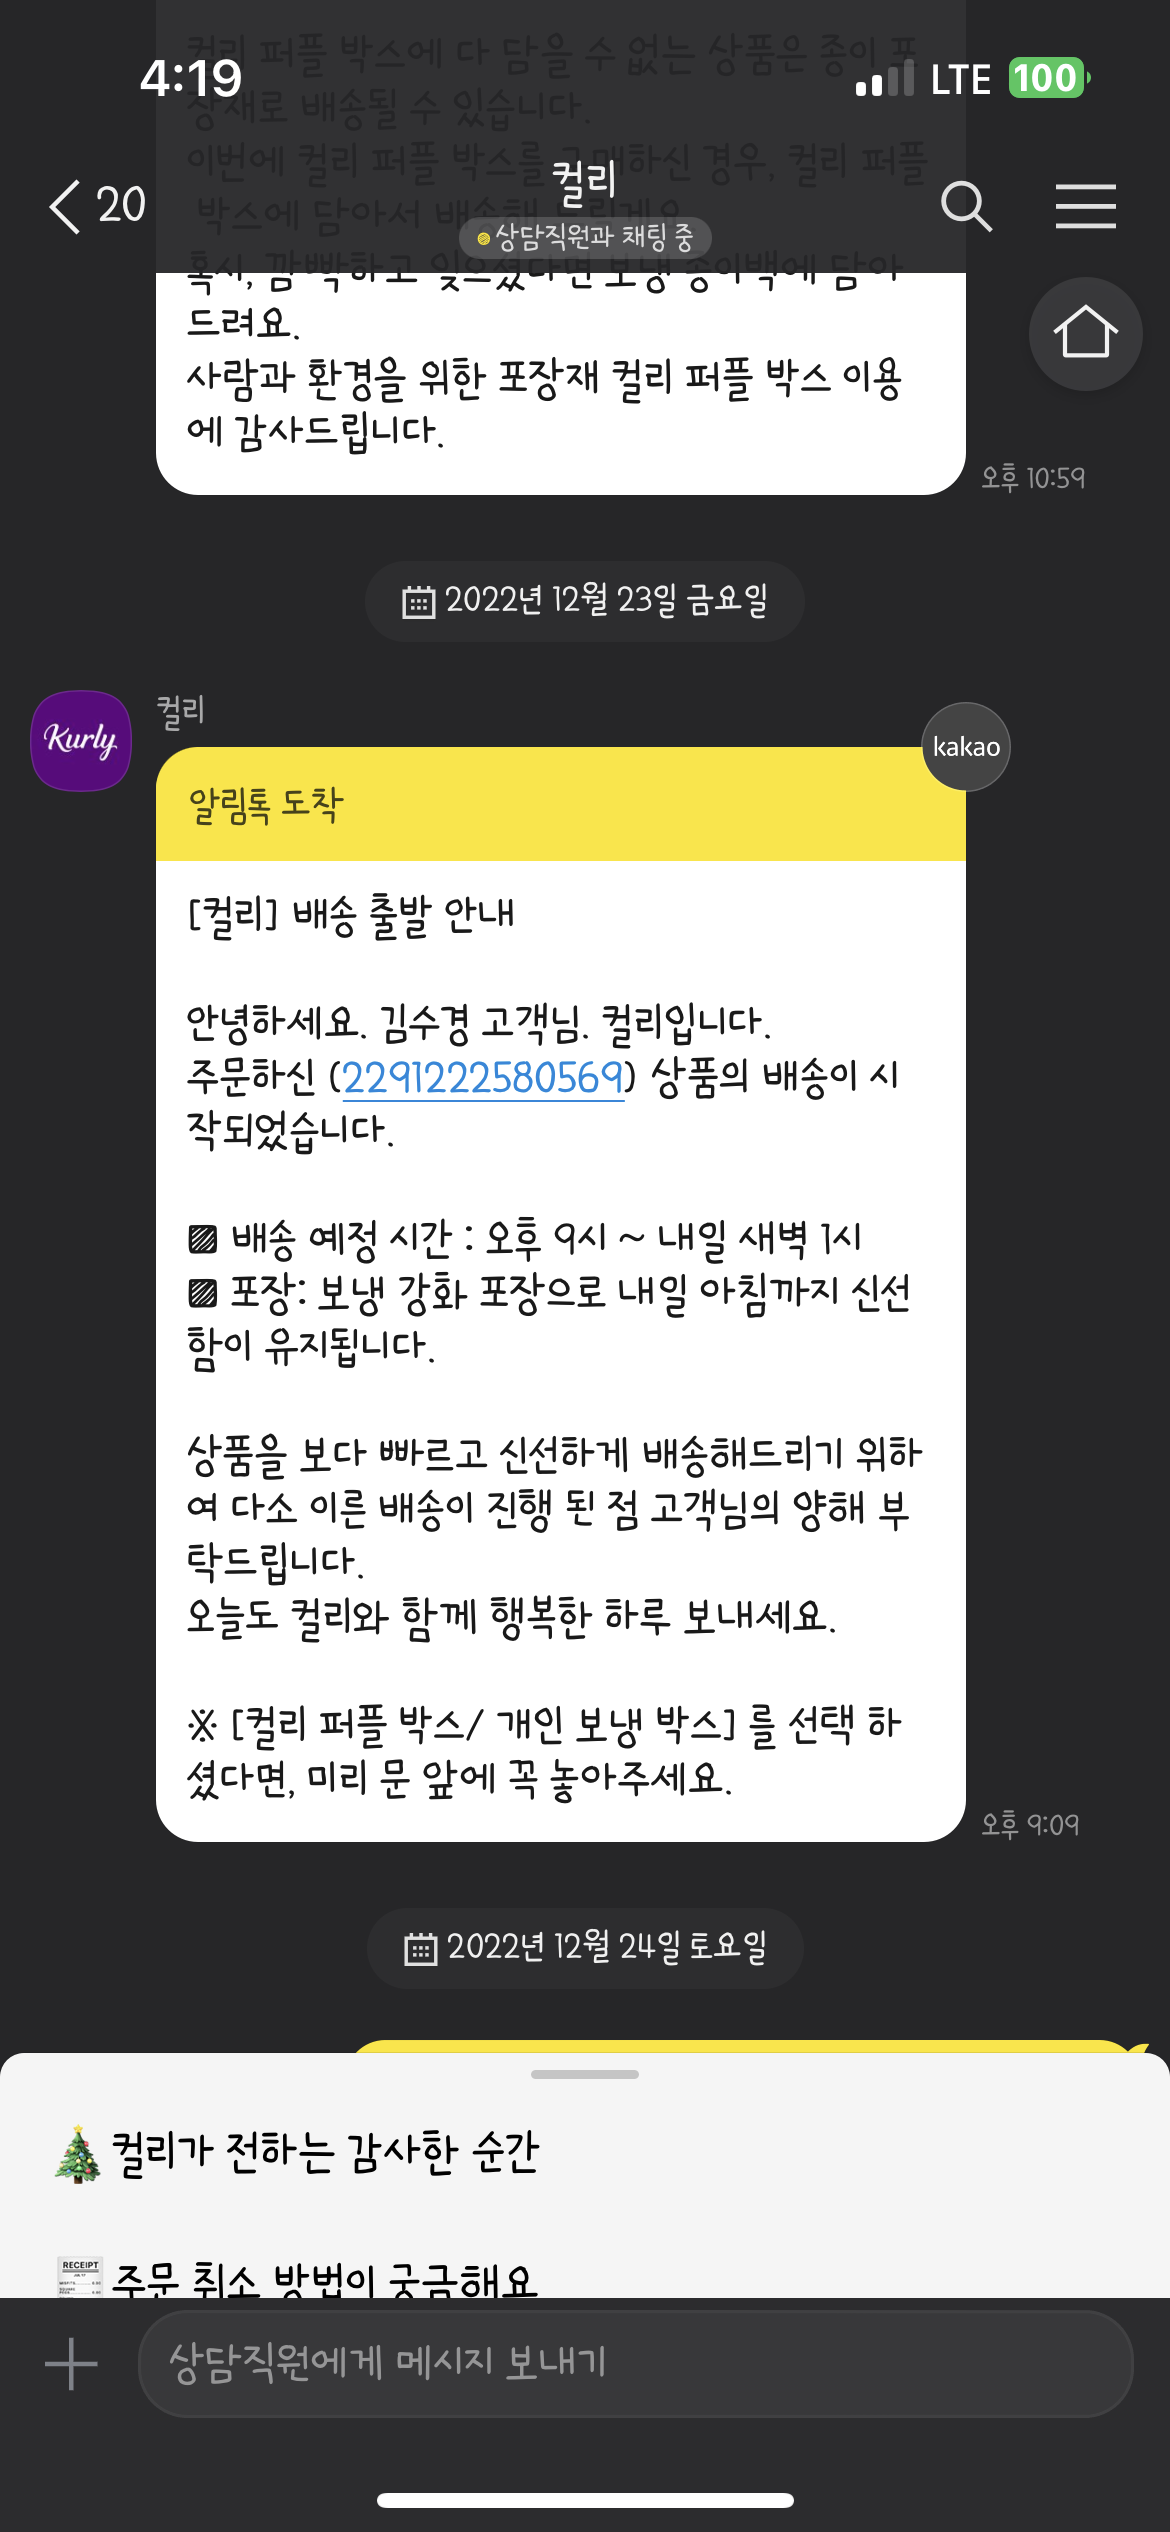 컬리 퍼플 박스에 다 담을 수 없는 상품은 종이 포
4:19
LTE
100
장재로 배송될 수 있습니다.
이번에 컬리 퍼플 박스를 구매하신 경우, 컬리 퍼플
20
컬리
박스에 담아서 배송해 드릴게요.
상담직원과 채팅 중
혹시, 깜빡하고 잊으셨다면 보냉 종이백에 담아
드려요.
사람과 환경을 위한 포장재 컬리 퍼플 박스 이용
에 감사드립니다.
오후 10:59
2022년 12월 23일 금요일
Kurly
컬리
kakao
알림톡 도착
[컬리] 배송 출발 안내
안녕하세요. 김수경 고객님. 컬리입니다.
주문하신 (2291222580569) 상품의 배송이 시
작되었습니다.
▨ 배송 예정 시간 : 오후 9시 ~ 내일 새벽 1시
▨ 포장: 보냉 강화 포장으로 내일 아침까지 신선
함이 유지됩니다.
상품을 보다 빠르고 신선하게 배송해드리기 위하
여 다소 이른 배송이 진행 된 점 고객님의 양해 부
탁드립니다.
오늘도 컬리와 함께 행복한 하루 보내세요.
※ [컬리 퍼플 박스/ 개인 보냉 박스] 를 선택 하
셨다면, 미리 문 앞에 꼭 놓아주세요.
오후 9:09
2022년 12월 24일 토요일
🎄 컬리가 전하는 감사한 순간
RECEIPT
주문 취소 방법이 궁금해요
상담직원에게 메시지 보내기